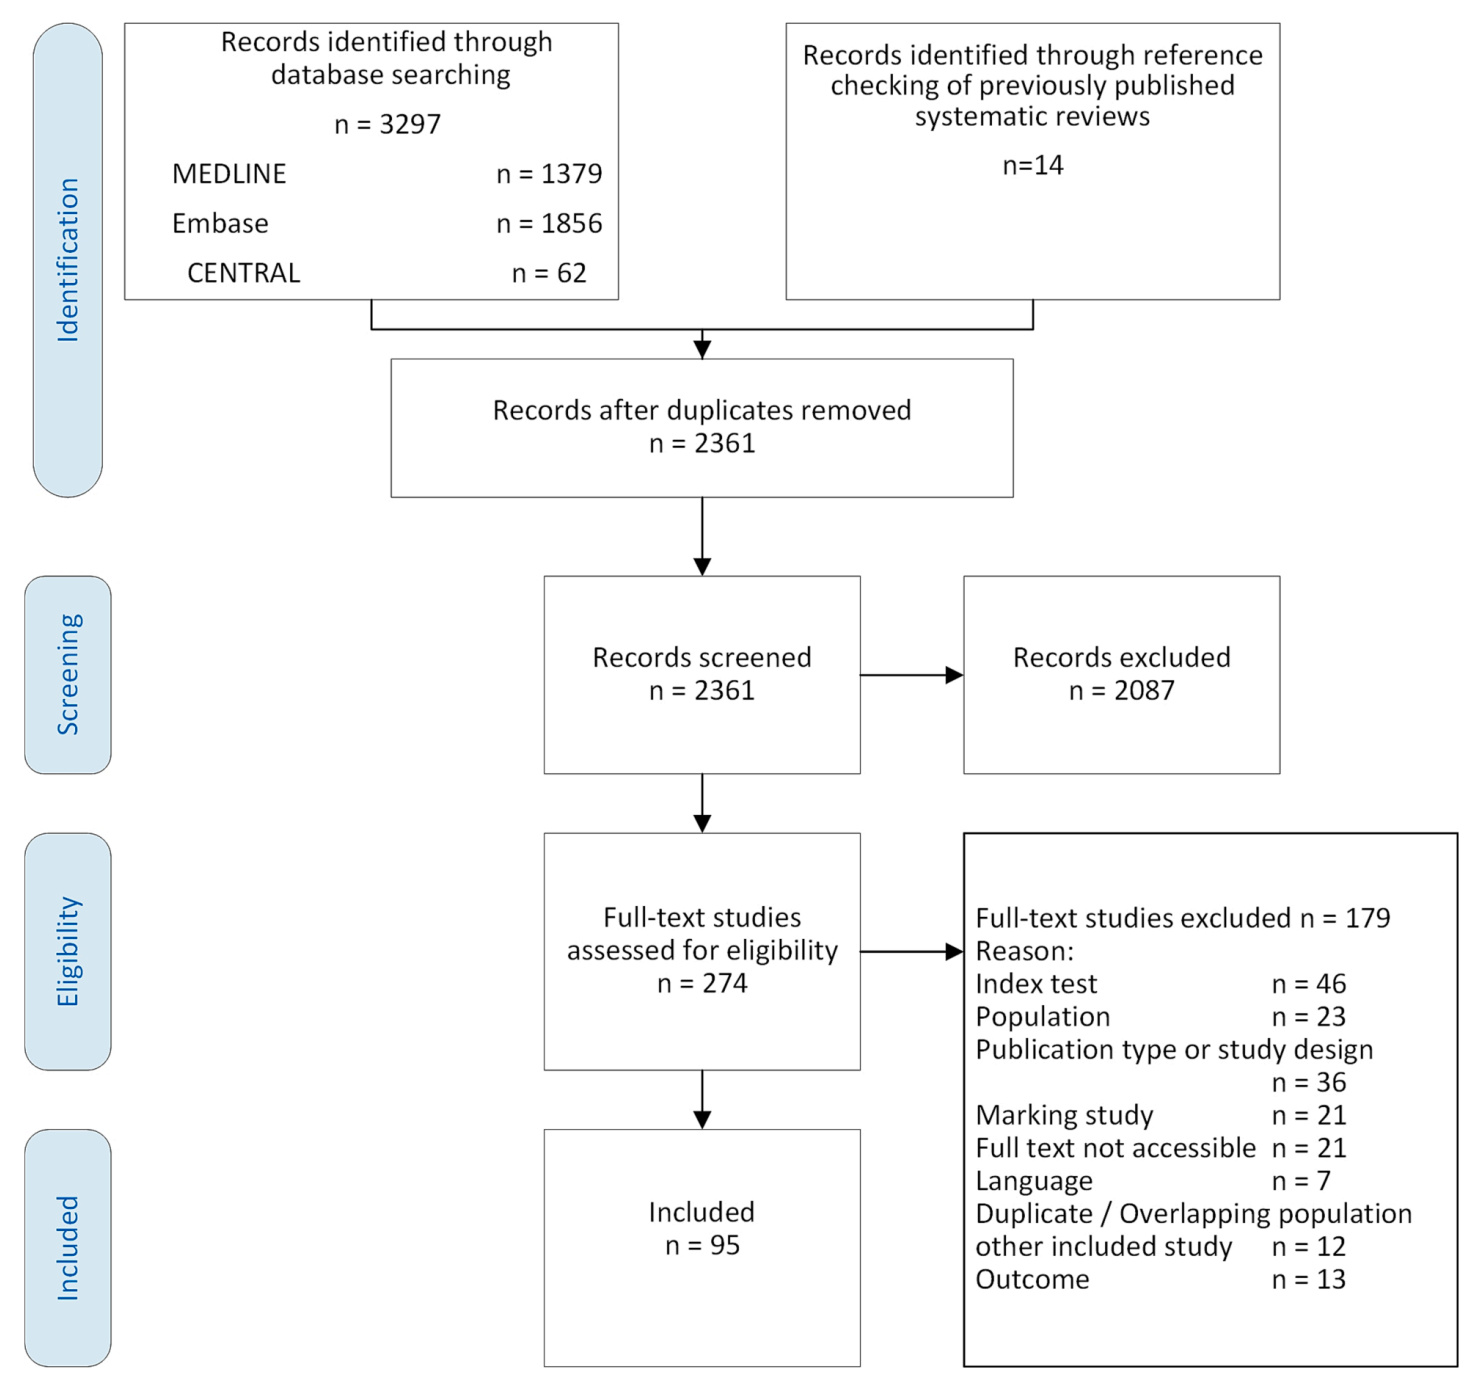 Identification
Records identified through
database searching
n = 3297
MEDLINE n = 1379
Embase n = 1856
CENTRAL n = 62
Records identified through reference
checking of previously published
systematic reviews
n=14
Records after duplicates removed
n = 2361
Screening
Records screened
n = 2361
Records excluded
n = 2087
Eligibility
Full-text studies
assessed for eligibility
n = 274
Full-text studies excluded n = 179
Reason:
Index test n = 46
Population n = 23
Publication type or study design
n = 36
Marking study n = 21
Full text not accessible n = 21
Language n = 7
Duplicate / Overlapping population
other included study n = 12
Outcome n = 13
Included
Included
n = 95